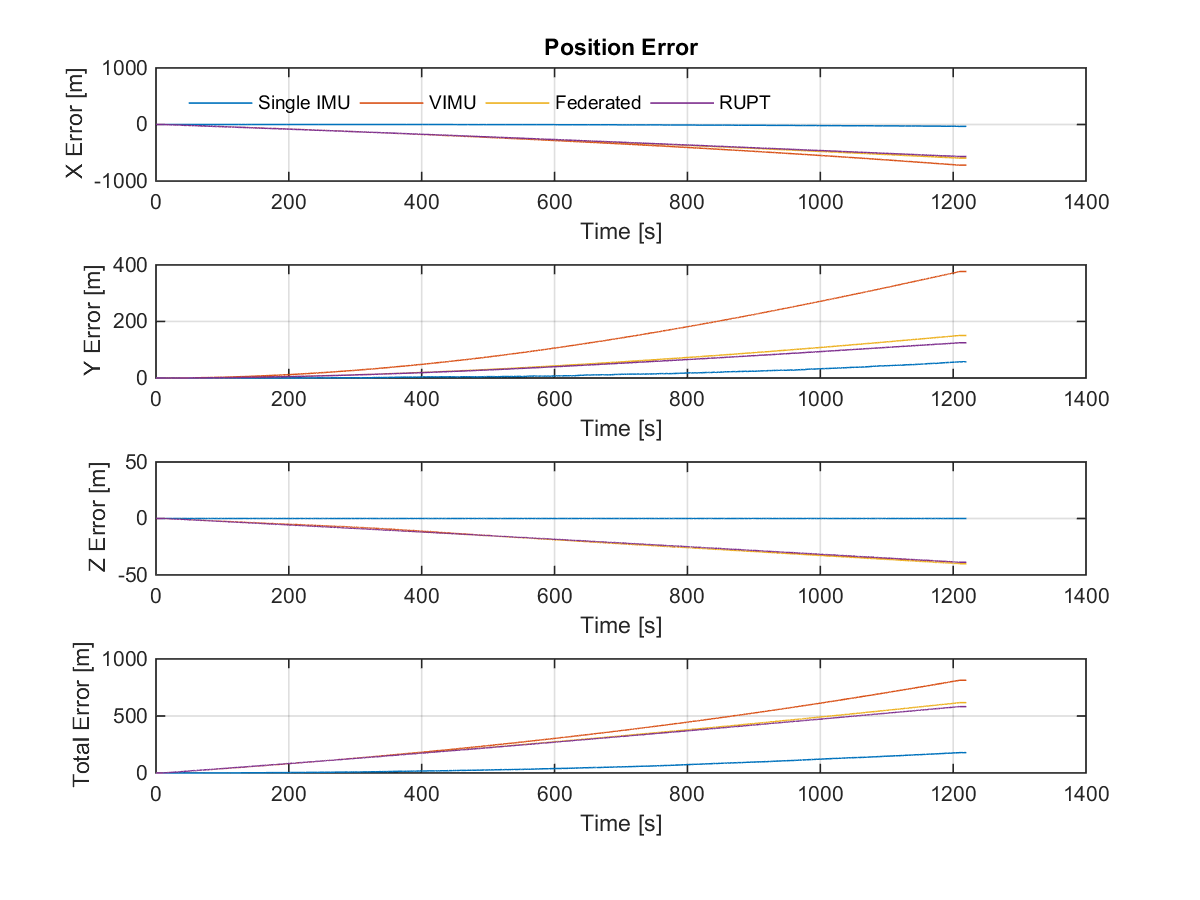 Position Error
1000
0
-1000
X Error [m]
Single IMU VIMU Federated RUPT
0 200 400 600 800 1000 1200 1400
Time [s]
400
200
0
Y Error [m]
0 200 400 600 800 1000 1200 1400
Time [s]
50
0
-50
Z Error [m]
0 200 400 600 800 1000 1200 1400
Time [s]
1000
500
0
Total Error [m]
0 200 400 600 800 1000 1200 1400
Time [s]